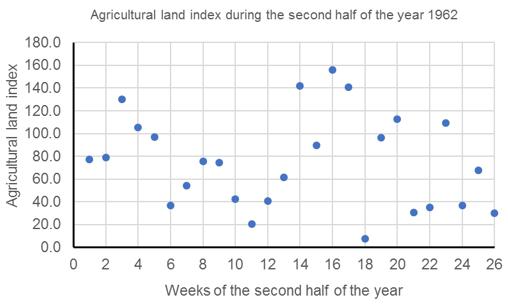 Agricultural land index during the second half of the year 1962
180.0
160.0
140.0
120.0
100.0
80.0
60.0
40.0
20.0
0.0
Agricultural land index
0 2 4 6 8 10 12 14 16 18 20 22 24 26
Weeks of the second half of the year